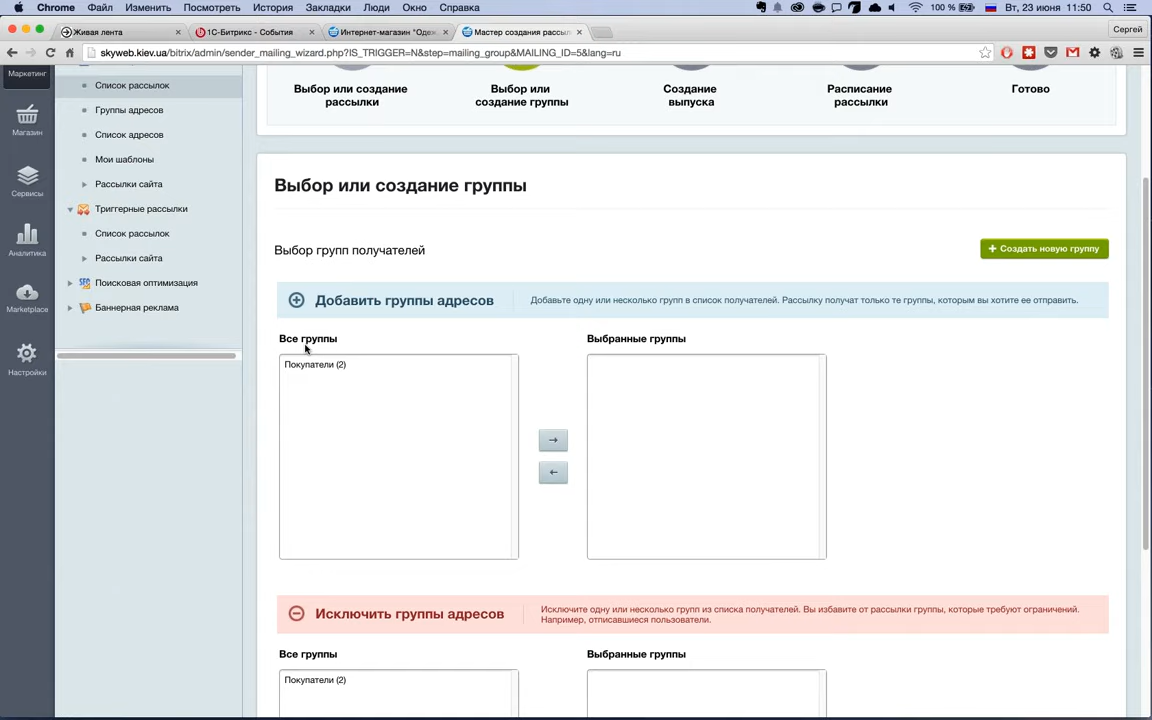 Chrome Файл Изменить Посмотреть История Закладки Люди Окно Справка 100 % Вт, 23 июня 11:50
Живая лента 1С-Битрикс - События Интернет-магазин "Одеж Мастер создания рассыл Сергей
skyweb.kiev.ua/bitrix/admin/sender_mailing_wizard.php?IS_TRIGGER=N&step=mailing_group&MAILING_ID=5&lang=ru
Маркетинг
Магазин
Сервисы
Аналитика
Marketplace
Настройки
Список рассылок
Группы адресов
Список адресов
Мои шаблоны
Рассылки сайта
Триггерные рассылки
Список рассылок
Рассылки сайта
Поисковая оптимизация
Баннерная реклама
Выбор или создание
рассылки
Выбор или
создание группы
Создание
выпуска
Расписание
рассылки
Готово
Выбор или создание группы
Выбор групп получателей
+ Создать новую группу
Добавить группы адресов
Добавьте одну или несколько групп в список получателей. Рассылку получат только те группы, которым вы хотите ее отправить.
Все группы
Выбранные группы
Покупатели (2)
→
←
Исключить группы адресов
Исключите одну или несколько групп из списка получателей. Вы избавите от рассылки группы, которые требуют ограничений.
Например, отписавшиеся пользователи.
Все группы
Выбранные группы
Покупатели (2)